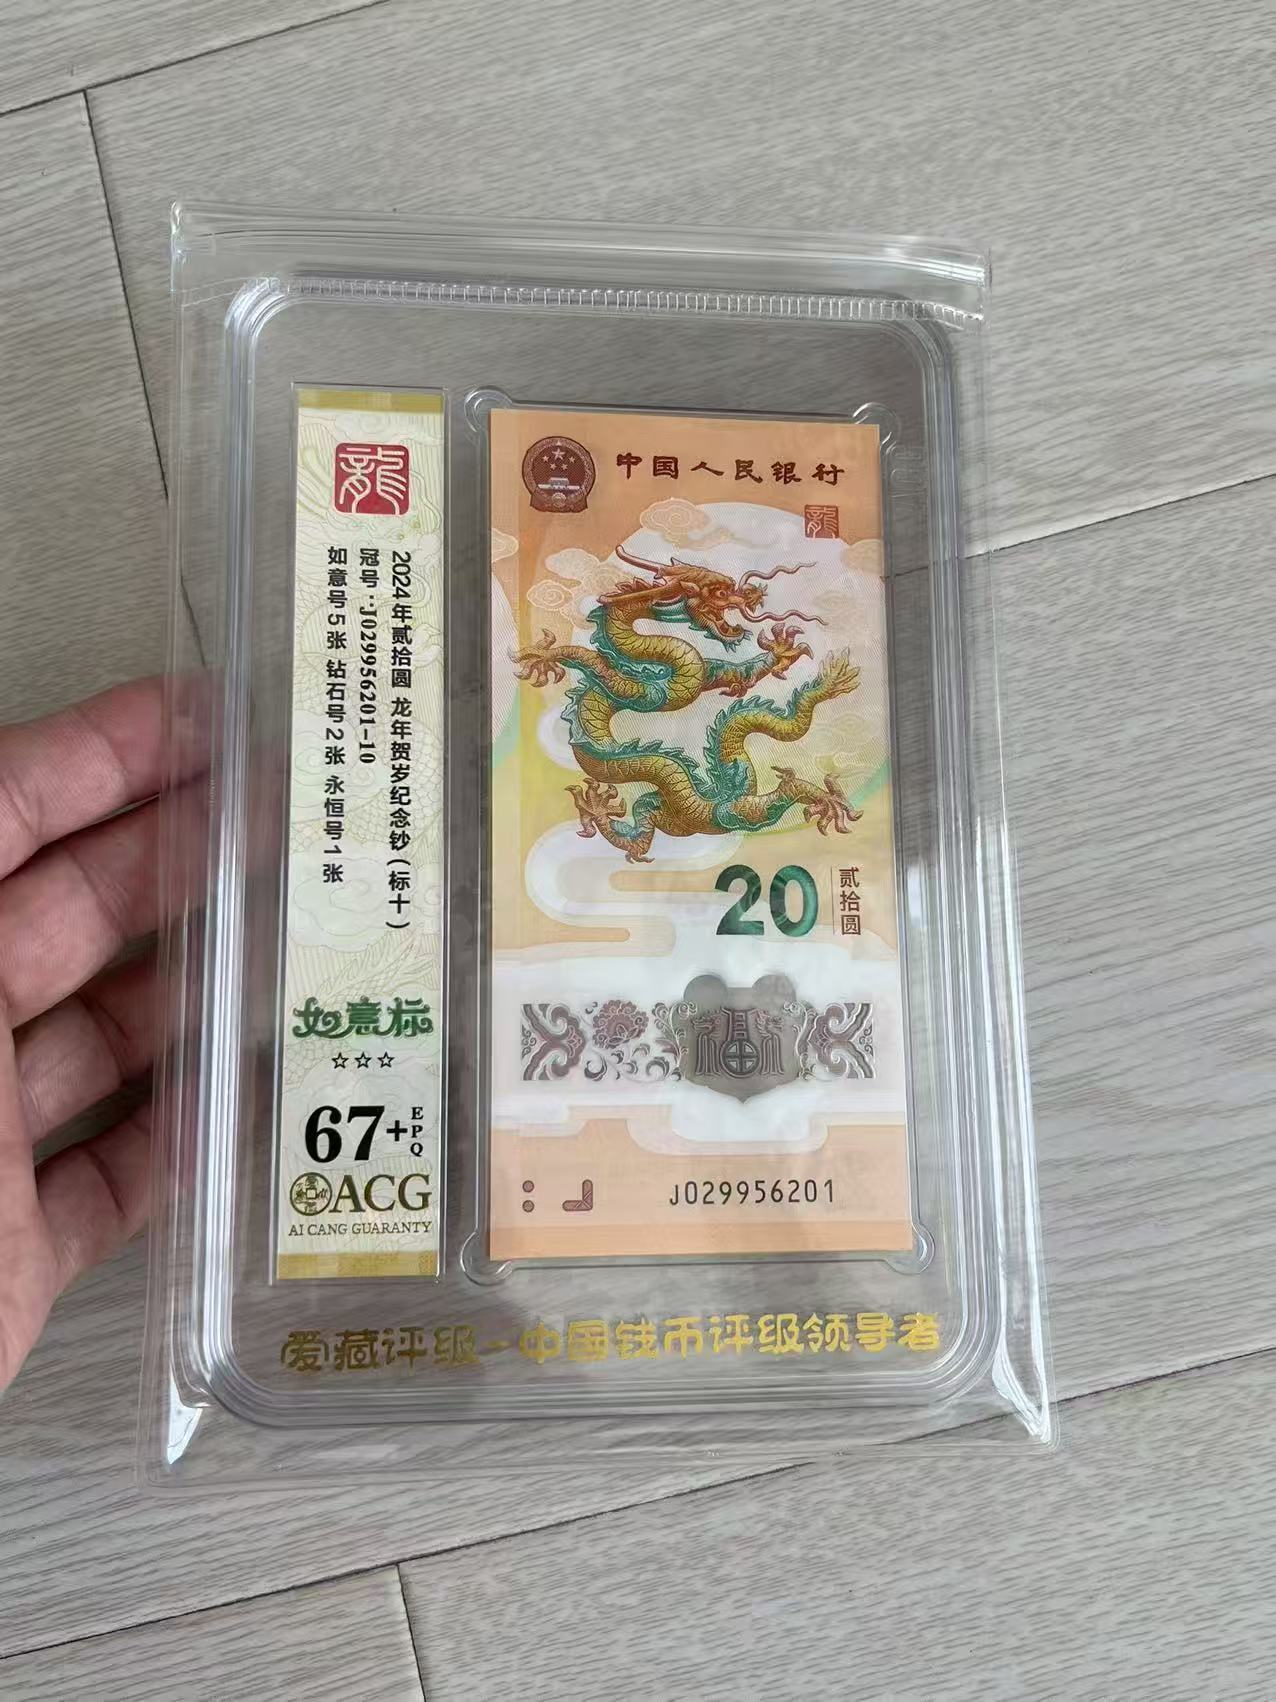 龍
2024年贰拾圆 龙年贺岁纪念钞(标十)
冠号:J029956201-10
如意号5张 钻石号2张 永恒号1张
如意标
☆☆☆
67+
EPQ
ACG
AI CANG GUARANTY
中国人民银行
龍
20
贰拾圆
J029956201
爱藏评级-中国钱币评级领导者